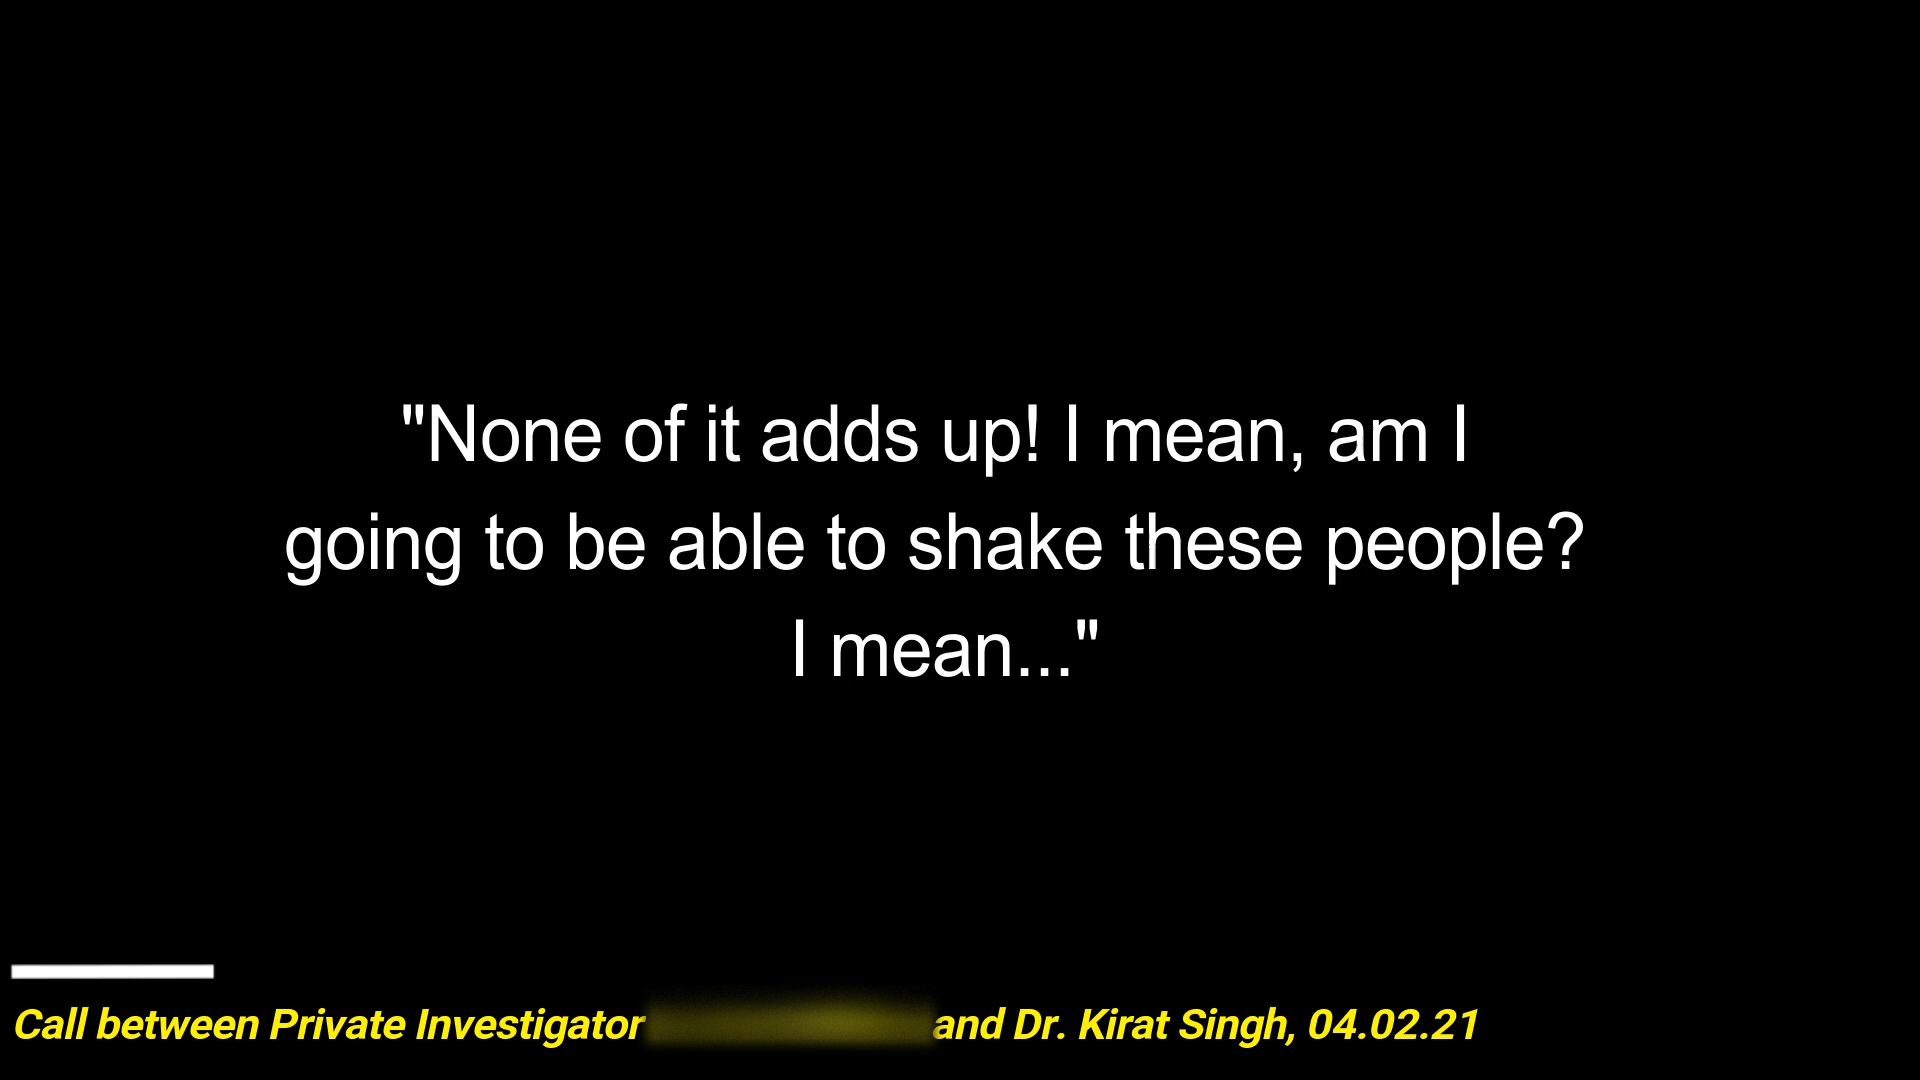 "None of it adds up! I mean, am I
going to be able to shake these people?
I mean..."
Call between Private Investigator and Dr. Kirat Singh, 04.02.21